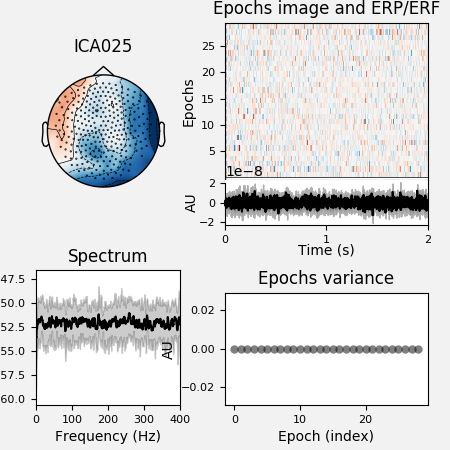 Epochs image and ERP/ERF
ICA025
Epochs
25
20
15
10
5
1e−8
AU
2
0
−2
0 1 2
Time (s)
Spectrum
47.5
50.0
52.5
55.0
57.5
60.0
0 100 200 300 400
Frequency (Hz)
Epochs variance
AU
0.02
0.00
−0.02
0 10 20
Epoch (index)